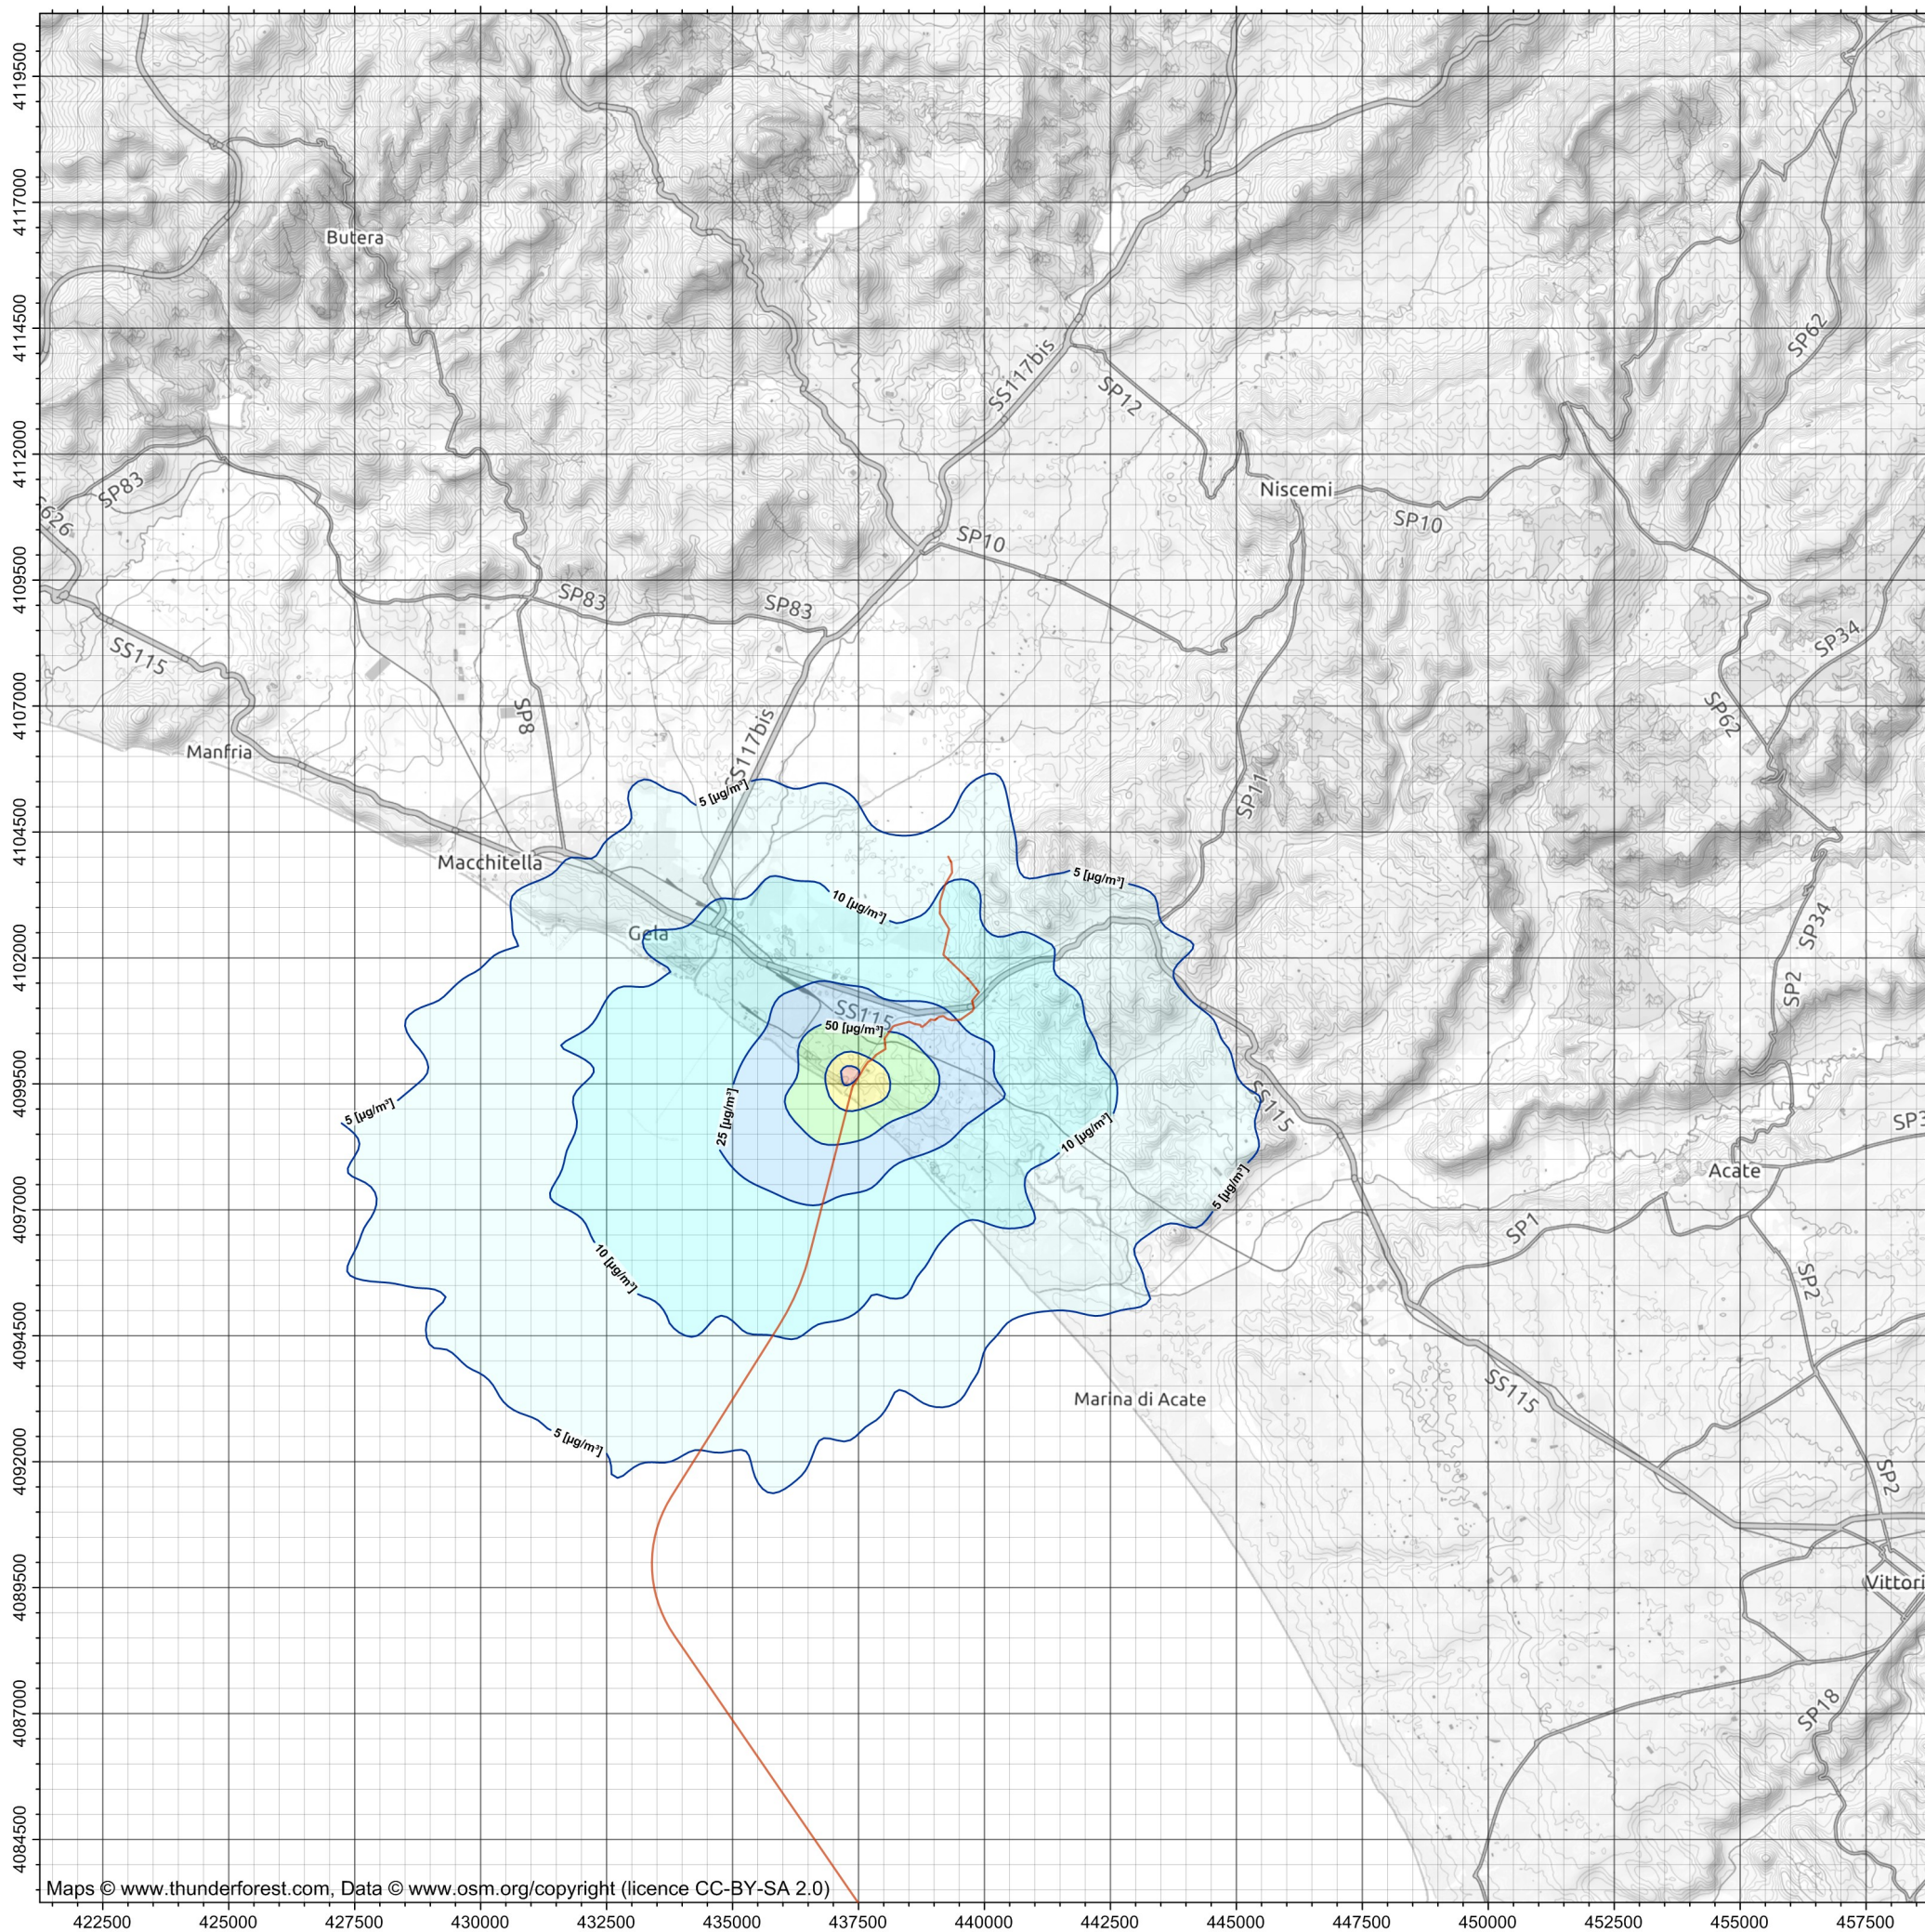 4119500
4117000
Butera
4114500
SP62
SS117bis
SP12
4112000
SP83
Niscemi
SP10
626
SP10
4109500
SP83
SP83
SP34
SS115
4107000
SP8
SP62
SS117bis
Manfria
5 [µg/m³]
SP11
4104500
Macchitella
5 [µg/m³]
10 [µg/m³]
SP34
Gela
4102000
SP2
SS115
50 [µg/m³]
4099500
5 [µg/m³]
SS115
25 [µg/m³]
10 [µg/m³]
SP3
Acate
5 [µg/m³]
4097000
SP1
10 [µg/m³]
SP2
4094500
SS115
Marina di Acate
5 [µg/m³]
4092000
SP2
4089500
Vittori
4087000
SP18
4084500
Maps © www.thunderforest.com, Data © www.osm.org/copyright (licence CC-BY-SA 2.0)
422500 425000 427500 430000 432500 435000 437500 440000 442500 445000 447500 450000 452500 455000 457500